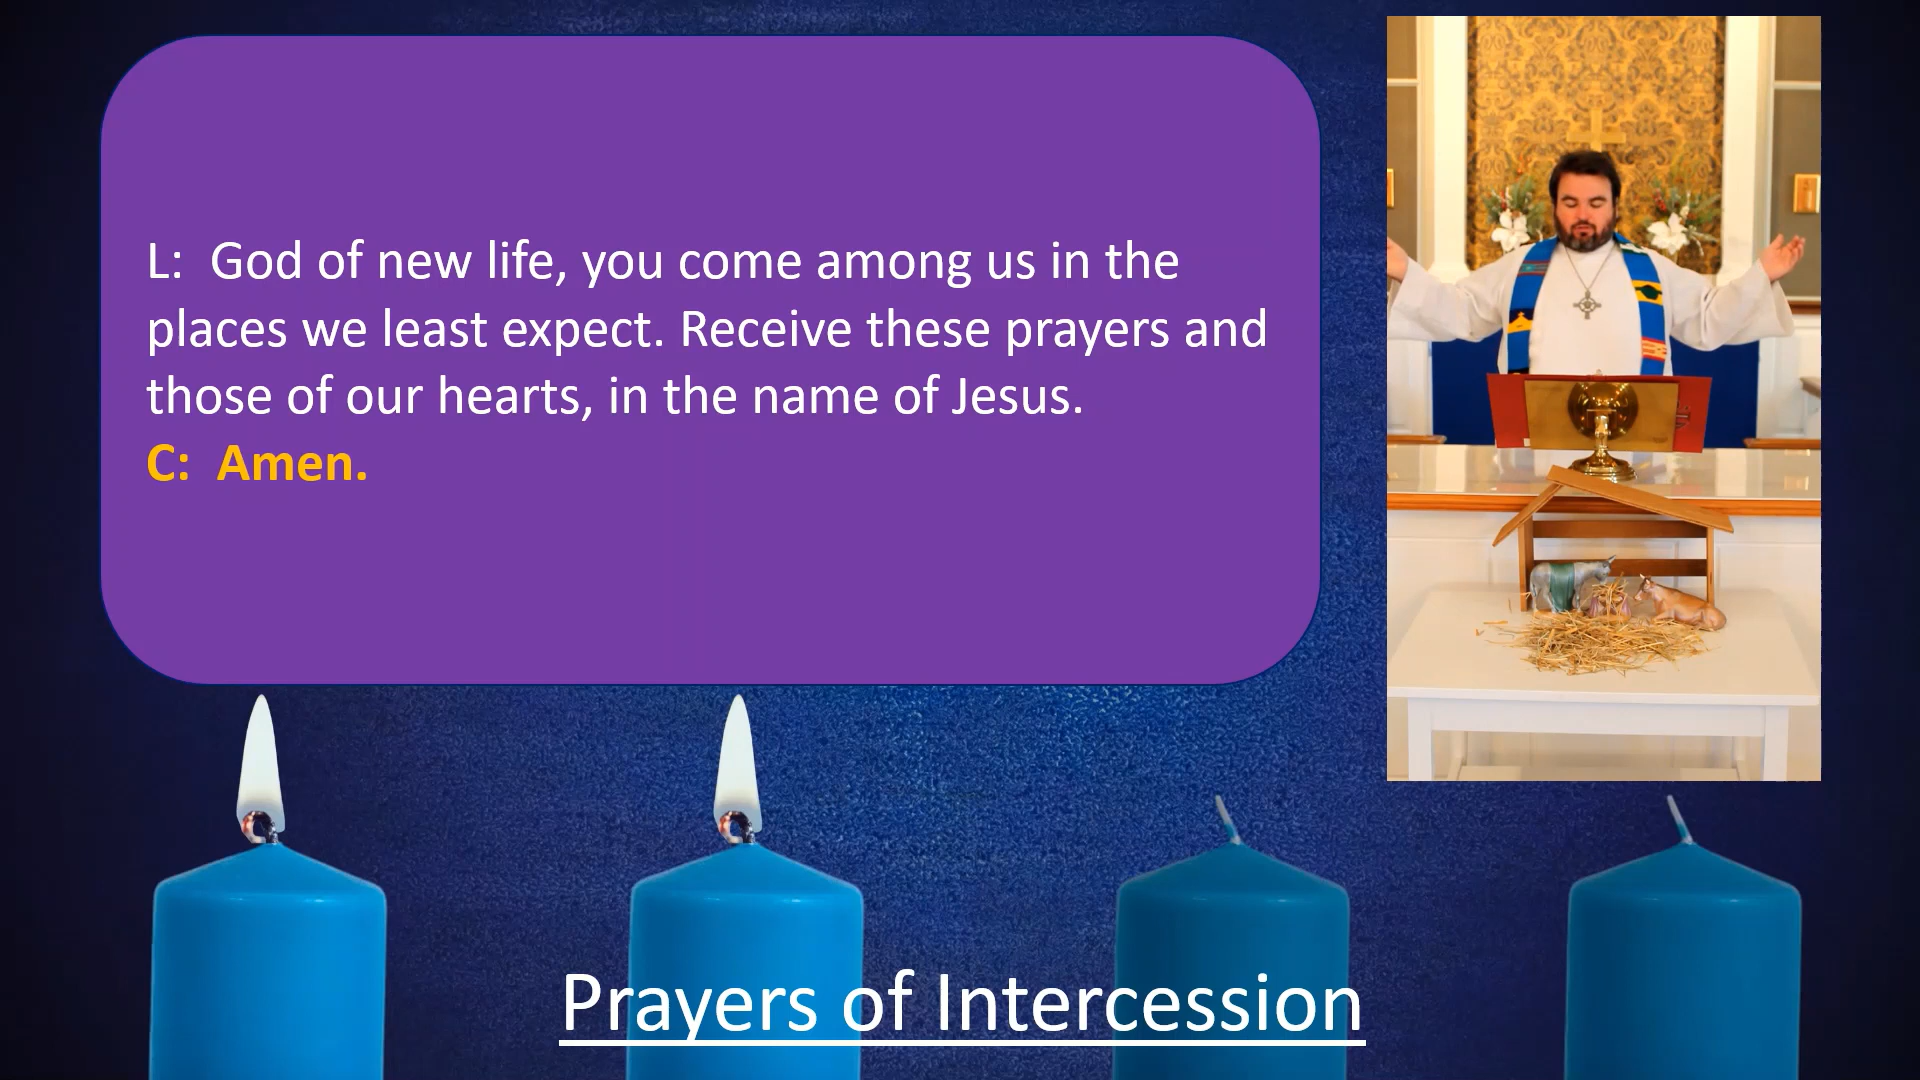 L:  God of new life, you come among us in the
places we least expect. Receive these prayers and
those of our hearts, in the name of Jesus.
C:  Amen.
Prayers of Intercession